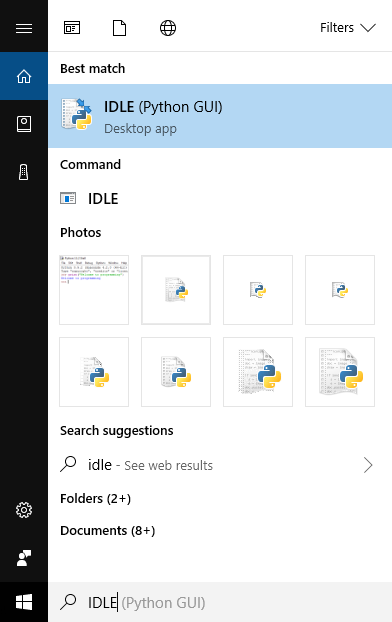 Filters
Best match
IDLE (Python GUI)
Desktop app
Command
IDLE
Photos
Search suggestions
idle - See web results
Folders (2+)
Documents (8+)
IDLE (Python GUI)